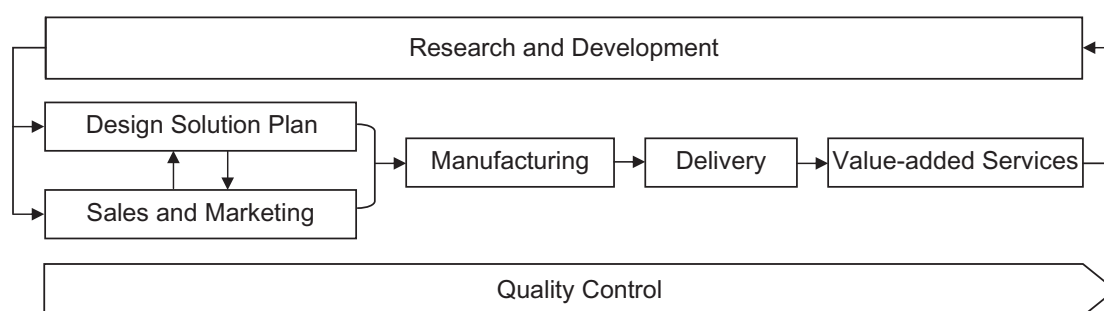 Research and Development
Design Solution Plan
Manufacturing
Delivery
Value-added Services
Sales and Marketing
Quality Control